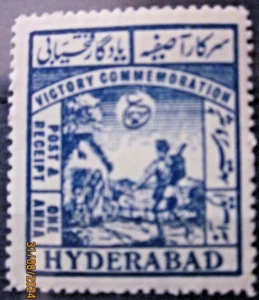 سرکار آصفیہ یادگار فتحیابی
VICTORY COMMEMORATION
POST &
RECEIPT
ONE
ANNA
HYDERABAD